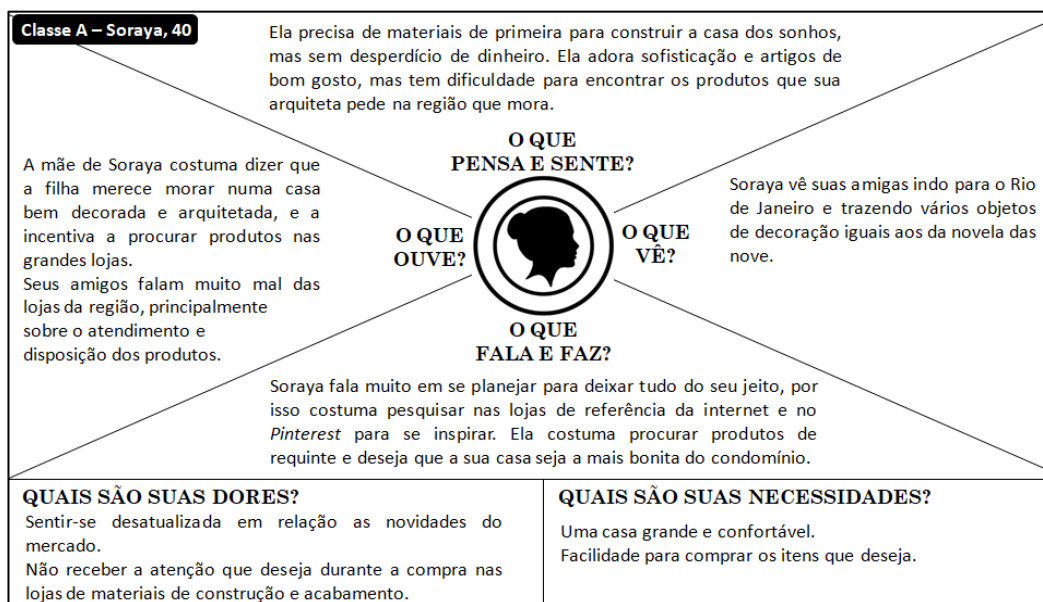 Classe A – Soraya, 40
Ela precisa de materiais de primeira para construir a casa dos sonhos,
mas sem desperdício de dinheiro. Ela adora sofisticação e artigos de
bom gosto, mas tem dificuldade para encontrar os produtos que sua
arquiteta pede na região que mora.
O QUE
PENSA E SENTE?
A mãe de Soraya costuma dizer que
a filha merece morar numa casa
bem decorada e arquitetada, e a
incentiva a procurar produtos nas
grandes lojas.
Seus amigos falam muito mal das
lojas da região, principalmente
sobre o atendimento e
disposição dos produtos.
O QUE
OUVE?
O QUE
VÊ?
Soraya vê suas amigas indo para o Rio
de Janeiro e trazendo vários objetos
de decoração iguais aos da novela das
nove.
O QUE
FALA E FAZ?
Soraya fala muito em se planejar para deixar tudo do seu jeito, por
isso costuma pesquisar nas lojas de referência da internet e no
Pinterest para se inspirar. Ela costuma procurar produtos de
requinte e deseja que a sua casa seja a mais bonita do condomínio.
QUAIS SÃO SUAS DORES?
Sentir-se desatualizada em relação as novidades do
mercado.
Não receber a atenção que deseja durante a compra nas
lojas de materiais de construção e acabamento.
QUAIS SÃO SUAS NECESSIDADES?
Uma casa grande e confortável.
Facilidade para comprar os itens que deseja.